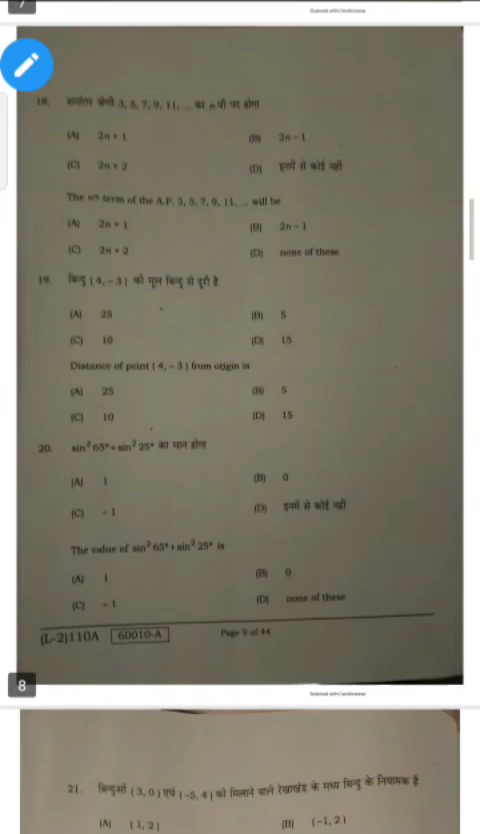 18. समांतर श्रेणी 3, 5, 7, 9, 11, ... का n वाँ पद होगा
(A) 2n + 1 (B) 2n - 1
(C) 2n + 2 (D) इनमें से कोई नहीं
The nth term of the A.P. 3, 5, 7, 9, 11, ... will be
(A) 2n + 1 (B) 2n - 1
(C) 2n + 2 (D) none of these
19. बिन्दु ( 4, - 3 ) की मूल बिन्दु से दूरी है
(A) 25 (B) 5
(C) 10 (D) 15
Distance of point ( 4, - 3 ) from origin is
(A) 25 (B) 5
(C) 10 (D) 15
20. sin² 65° + sin² 25° का मान होगा
(A) 1 (B) 0
(C) - 1 (D) इनमें से कोई नहीं
The value of sin² 65° + sin² 25° is
(A) 1 (B) 0
(C) - 1 (D) none of these
(L-2)110A 60010-A Page 9 of 44
8
21. बिन्दुओं ( 3, 0 ) एवं ( -5, 4 ) को मिलाने वाले रेखाखंड के मध्य बिन्दु के नियामक हैं
(A) ( 1, 2 ) (B) ( -1, 2 )